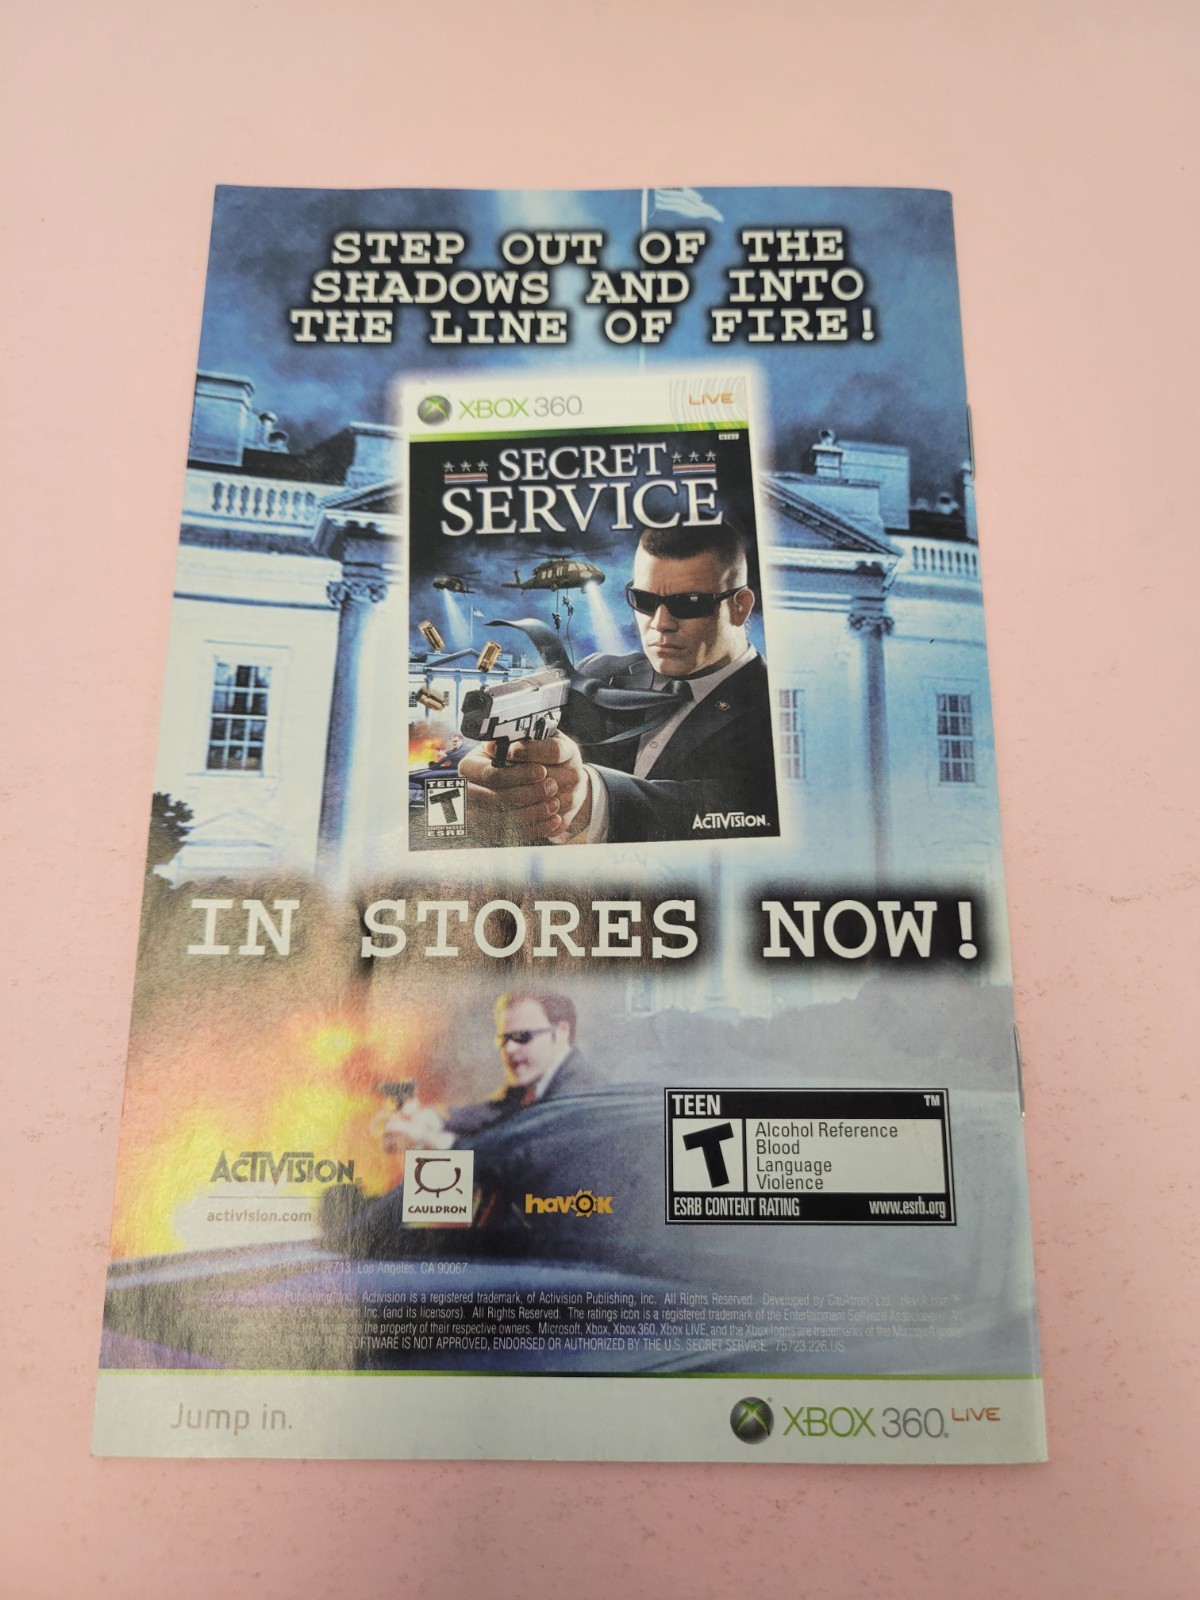 STEP OUT OF THE
SHADOWS AND INTO
THE LINE OF FIRE!
XBOX 360
LIVE
NTSC
SECRET
SERVICE
TEEN
T
ESRB
ACTIVISION
IN STORES NOW!
ACTIVISION
activision.com
CAULDRON
havok
TEEN
TM
T
Alcohol Reference
Blood
Language
Violence
ESRB CONTENT RATING
www.esrb.org
Los Angeles, CA 90067
Activision Publishing, Inc. Activision is a registered trademark, of Activision Publishing, Inc. All Rights Reserved. Developed by Cauldron, Ltd.
Inc. (and its licensors). All Rights Reserved. The ratings icon is a registered trademark of the Entertainment Software
are the property of their respective owners. Microsoft, Xbox, Xbox 360, Xbox LIVE, and the Xbox logos are trademarks of the Microsoft
SOFTWARE IS NOT APPROVED, ENDORSED OR AUTHORIZED BY THE U.S. SECRET SERVICE. 75723.226.US
Jump in.
XBOX 360 LIVE